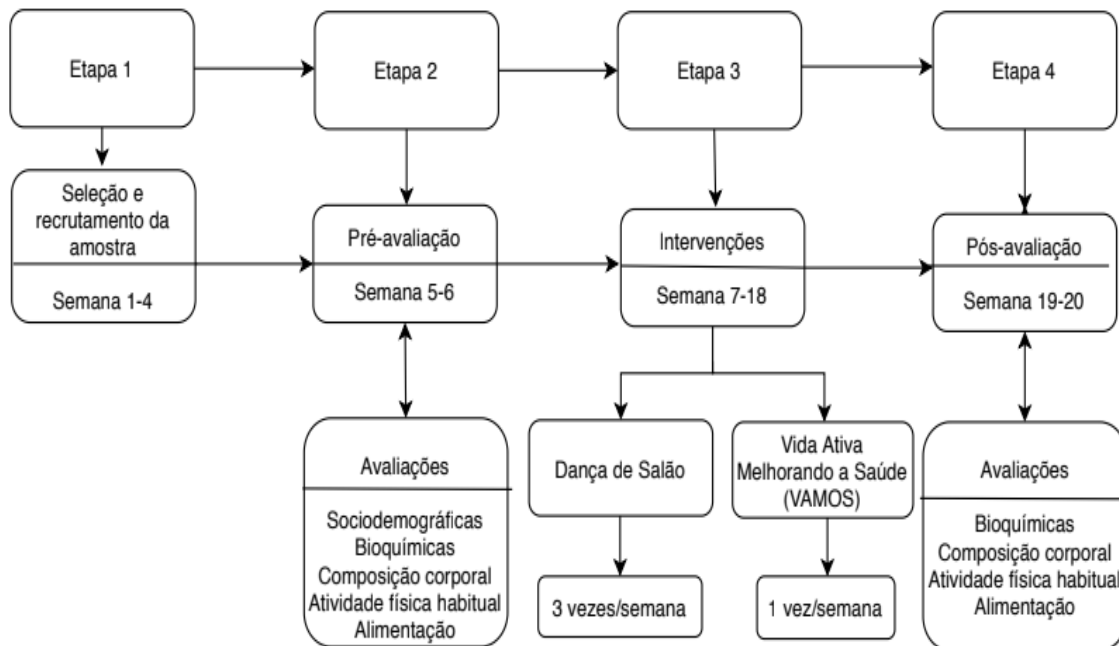 Etapa 1
Etapa 2
Etapa 3
Etapa 4
Seleção e
recrutamento da
amostra
Semana 1-4
Pré-avaliação
Semana 5-6
Intervenções
Semana 7-18
Pós-avaliação
Semana 19-20
Avaliações
Sociodemográficas
Bioquímicas
Composição corporal
Atividade física habitual
Alimentação
Dança de Salão
3 vezes/semana
Vida Ativa
Melhorando a Saúde
(VAMOS)
1 vez/semana
Avaliações
Bioquímicas
Composição corporal
Atividade física habitual
Alimentação